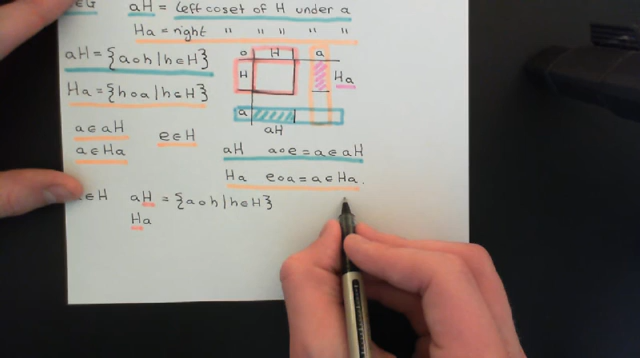 ∈G aH = left coset of H under a
Ha = right " " " "
aH = {a∘h | h∈H}
Ha = {h∘a | h∈H}
o H a
H Ha
a
aH
a∈aH
a∈Ha
e∈H
aH a∘e = a ∈ aH
Ha e∘a = a ∈ Ha.
∈H aH = {a∘h | h∈H}
Ha